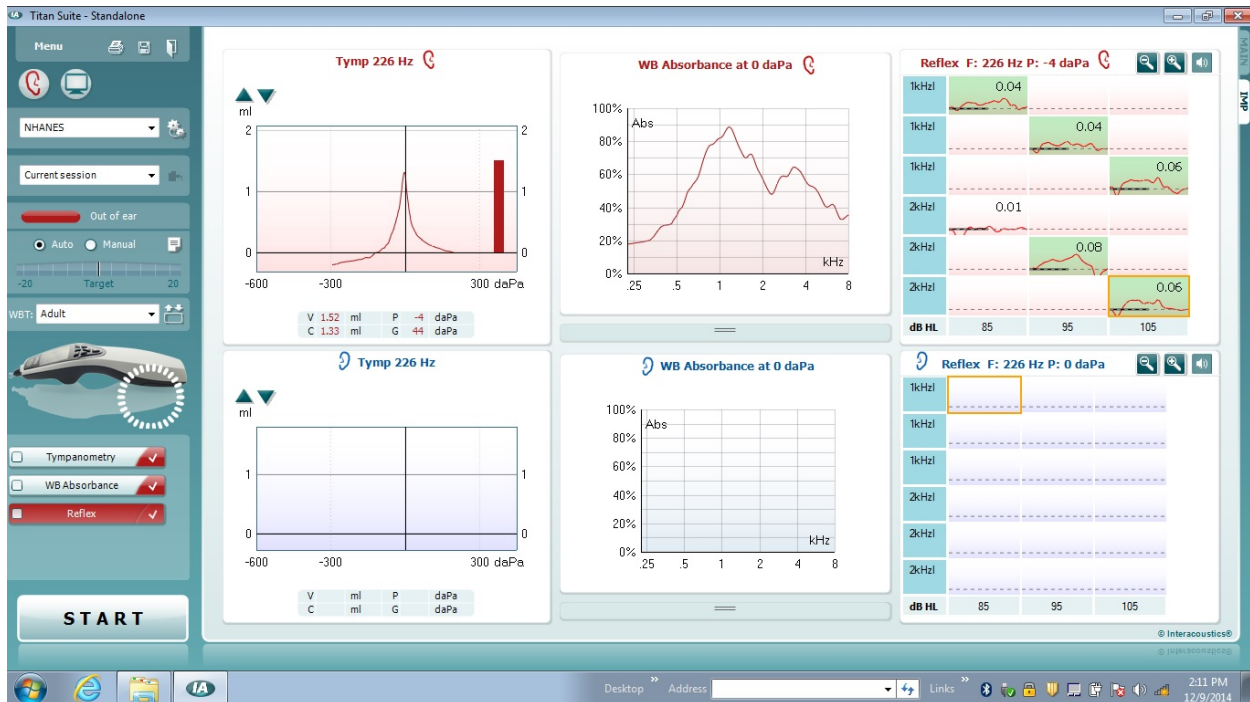 Titan Suite - Standalone
Menu
NHANES
Current session
Out of ear
Auto Manual
-20 Target 20
WBT: Adult
Tympanometry
WB Absorbance
Reflex
START
Tymp 226 Hz
ml
2 2
1 1
0 0
-600 -300 300 daPa
V 1.52 ml P -4 daPa
C 1.33 ml G 44 daPa
WB Absorbance at 0 daPa
100%
Abs
80%
60%
40%
20%
kHz
0%
.25 .5 1 2 4 8
Reflex F: 226 Hz P: -4 daPa
1kHzI 0.04
1kHzI 0.04
1kHzI 0.06
2kHzI 0.01
2kHzI 0.08
2kHzI 0.06
dB HL 85 95 105
MAIN
IMP
Tymp 226 Hz
ml
1 1
0 0
-600 -300 300 daPa
V ml P daPa
C ml G daPa
WB Absorbance at 0 daPa
100%
Abs
80%
60%
40%
20%
kHz
0%
.25 .5 1 2 4 8
Reflex F: 226 Hz P: 0 daPa
1kHzI
1kHzI
1kHzI
2kHzI
2kHzI
2kHzI
dB HL 85 95 105
© Interacoustics®
IA
Desktop » Address Links »
2:11 PM
12/9/2014